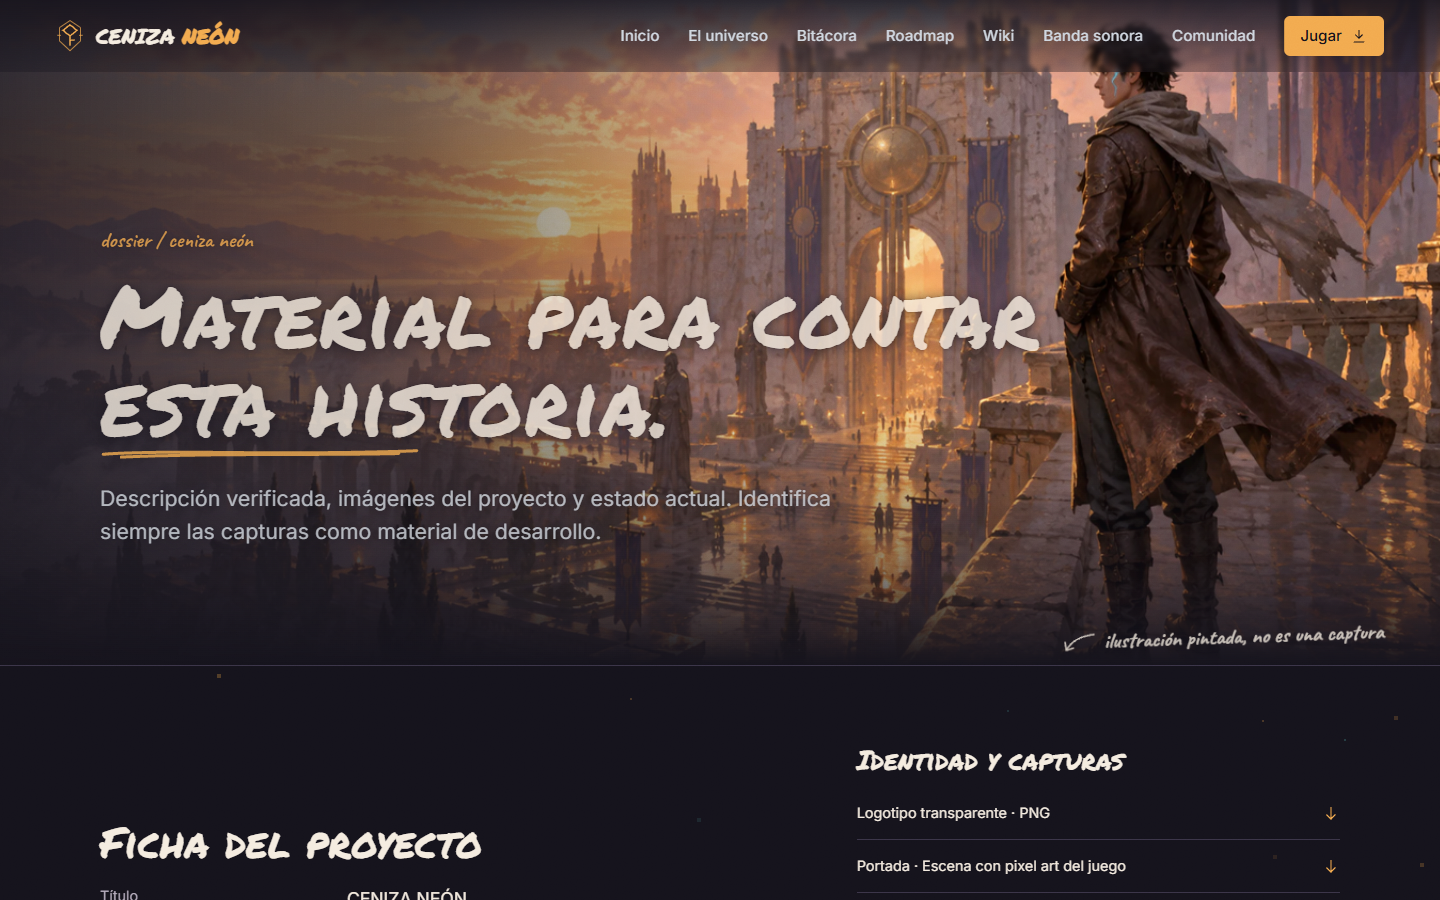 CENIZA NEÓN
Inicio El universo Bitácora Roadmap Wiki Banda sonora Comunidad Jugar
dossier / ceniza neón
Material para contar
esta historia.
Descripción verificada, imágenes del proyecto y estado actual. Identifica
siempre las capturas como material de desarrollo.
ilustración pintada, no es una captura
Ficha del proyecto
Título CENIZA NEÓN
Identidad y capturas
Logotipo transparente · PNG
Portada · Escena con pixel art del juego